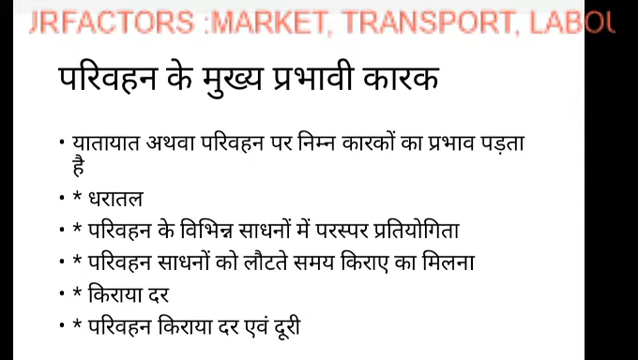 URFACTORS :MARKET, TRANSPORT, LABOU
परिवहन के मुख्य प्रभावी कारक
• यातायात अथवा परिवहन पर निम्न कारकों का प्रभाव पड़ता
है
• * धरातल
• * परिवहन के विभिन्न साधनों में परस्पर प्रतियोगिता
• * परिवहन साधनों को लौटते समय किराए का मिलना
• * किराया दर
• * परिवहन किराया दर एवं दूरी